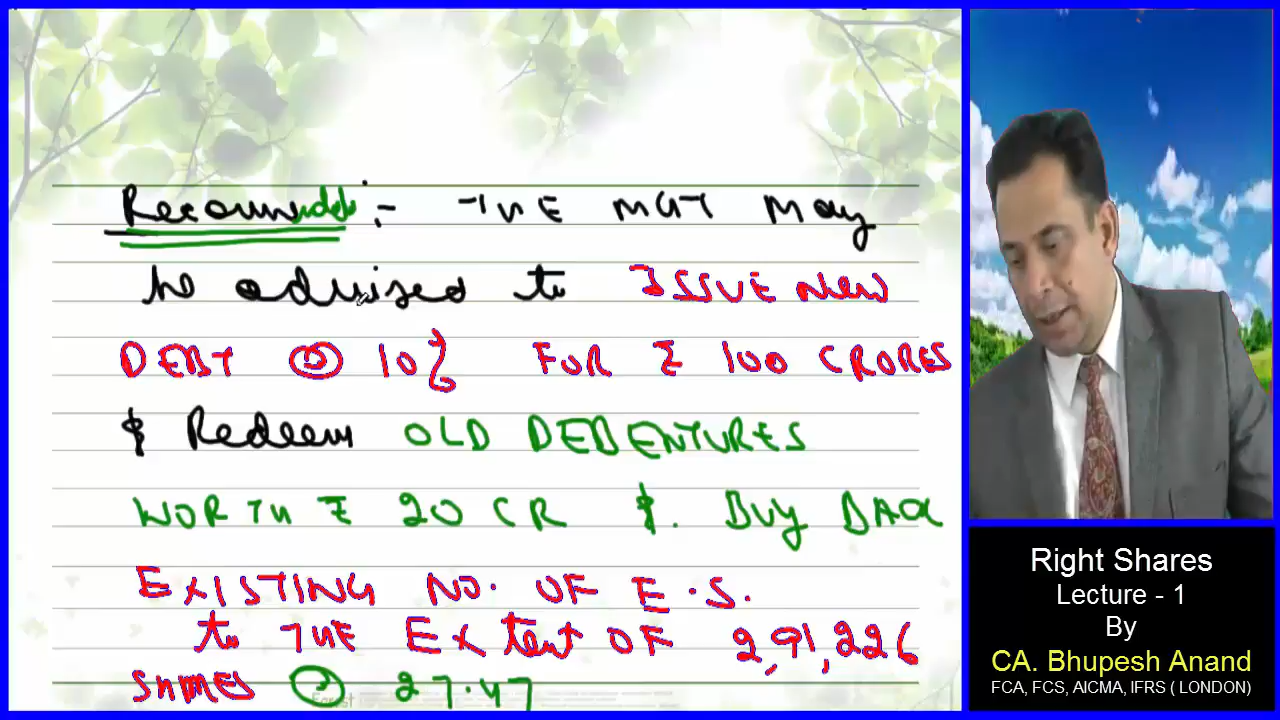 Recommndde :- THE MGT May
be advised to ISSUE New
DEBT @ 10% FOR ₹ 100 CRORES
& Redeem OLD DEBENTURES
WORTH ₹ 20 CR & Buy BACK
EXISTING NO. OF E.S.
to THE Extent OF 2,91,226
SHARES @ 27.47
Right Shares
Lecture - 1
By
CA. Bhupesh Anand
FCA, FCS, AICMA, IFRS ( LONDON)